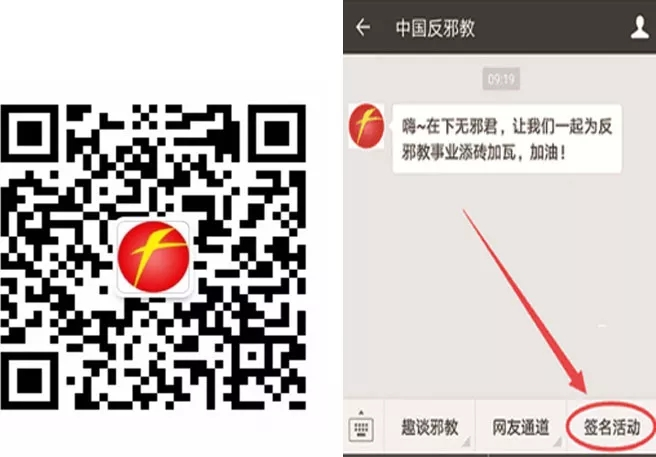 中国反邪教
09:19
嗨~在下无邪君，让我们一起为反
邪教事业添砖加瓦，加油！
趣谈邪教
网友通道
签名活动